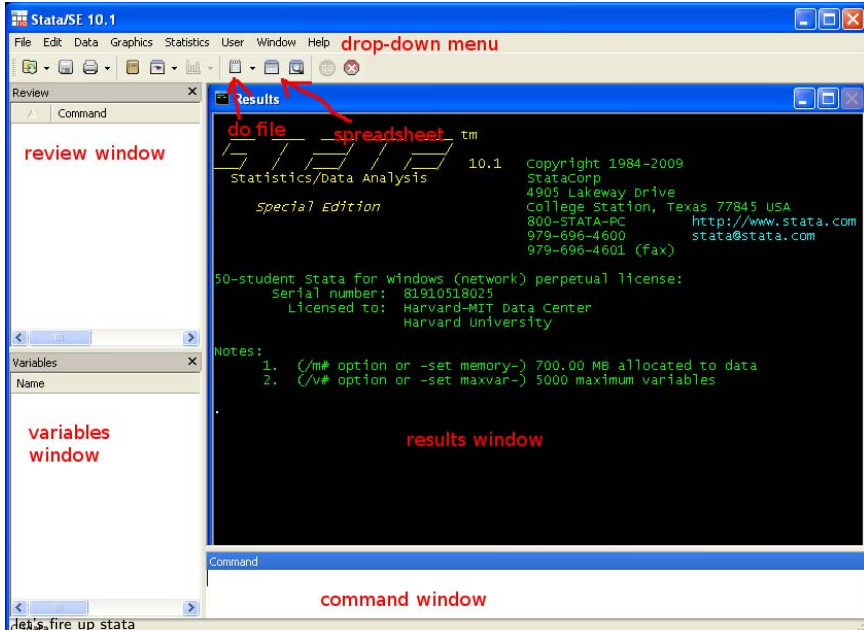 Stata/SE 10.1
File Edit Data Graphics Statistics User Window Help drop-down menu
Review
Command
review window
Results
do file spreadsheet
stata tm
10.1 Copyright 1984-2009
Statistics/Data Analysis StataCorp
4905 Lakeway Drive
Special Edition College Station, Texas 77845 USA
800-STATA-PC http://www.stata.com
979-696-4600 stata@stata.com
979-696-4601 (fax)
50-student Stata for Windows (network) perpetual license:
Serial number: 81910518025
Licensed to: Harvard-MIT Data Center
Harvard University
Notes:
1. (/m# option or -set memory-) 700.00 MB allocated to data
2. (/v# option or -set maxvar-) 5000 maximum variables
.
results window
Variables
Name
variables
window
Command
command window
let's fire up stata